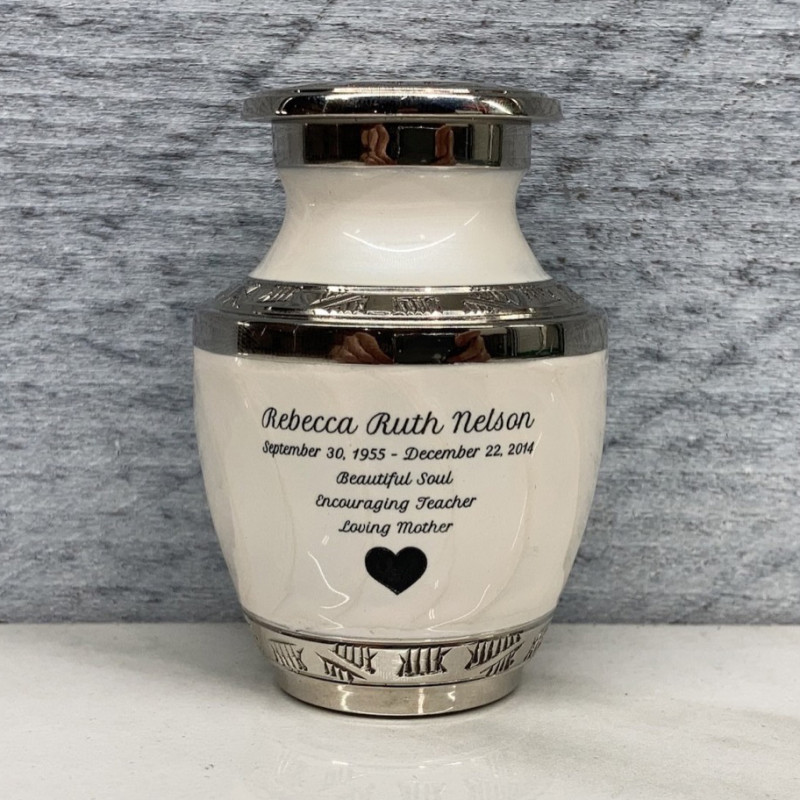 Rebecca Ruth Nelson
September 30, 1955 - December 22, 2014
Beautiful Soul
Encouraging Teacher
Loving Mother